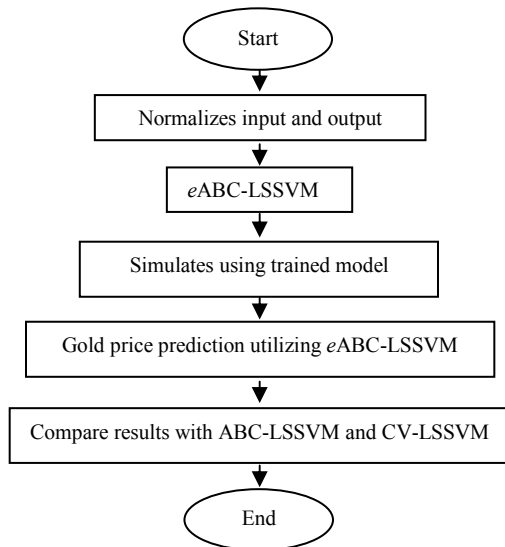 Start
Normalizes input and output
eABC-LSSVM
Simulates using trained model
Gold price prediction utilizing eABC-LSSVM
Compare results with ABC-LSSVM and CV-LSSVM
End